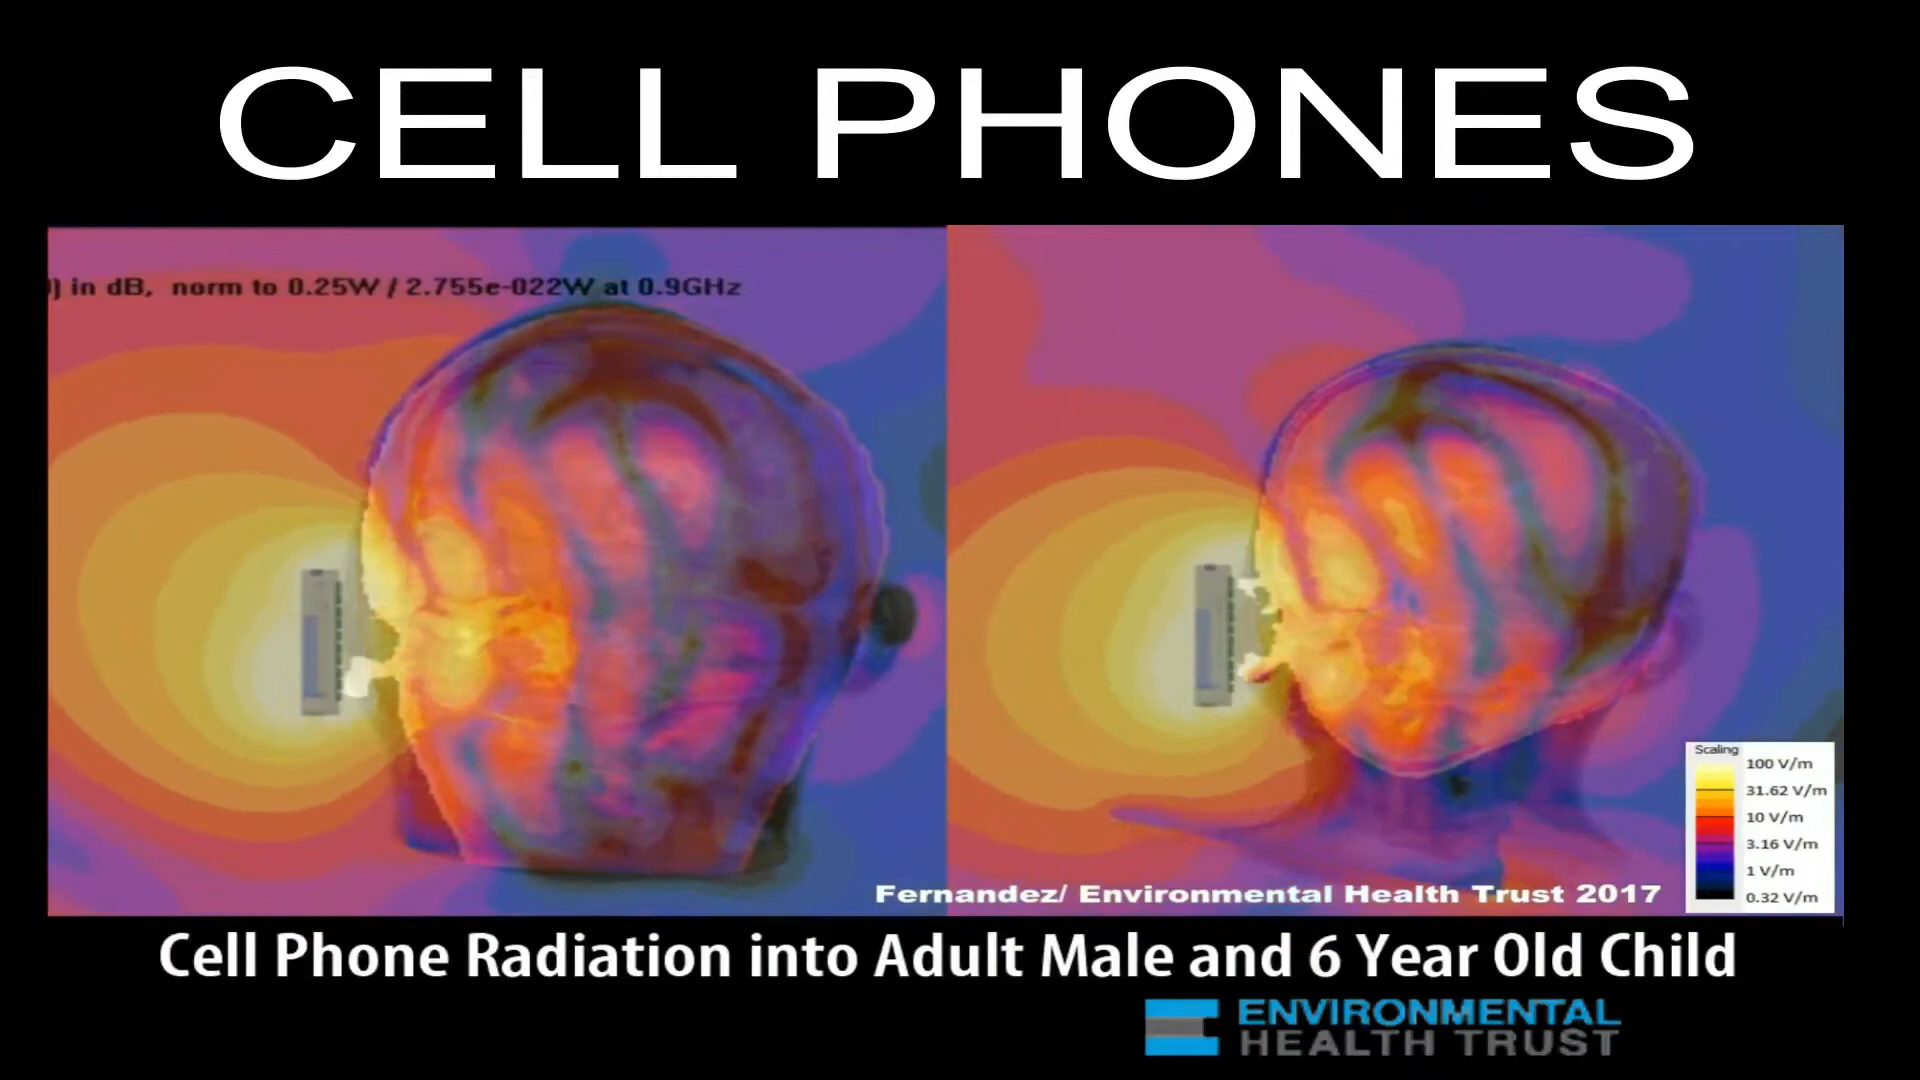 CELL PHONES
) in dB, norm to 0.25W / 2.755e-022W at 0.9GHz
Scaling
100 V/m
31.62 V/m
10 V/m
3.16 V/m
1 V/m
0.32 V/m
Fernandez/ Environmental Health Trust 2017
Cell Phone Radiation into Adult Male and 6 Year Old Child
ENVIRONMENTAL
HEALTH TRUST